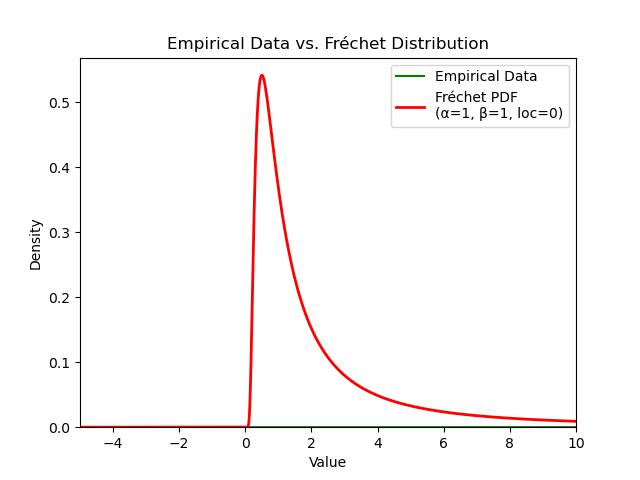 Empirical Data vs. Fréchet Distribution
Empirical Data
Fréchet PDF
(α=1, β=1, loc=0)
Density
0.5
0.4
0.3
0.2
0.1
0.0
−4
−2
0
2
4
6
8
10
Value